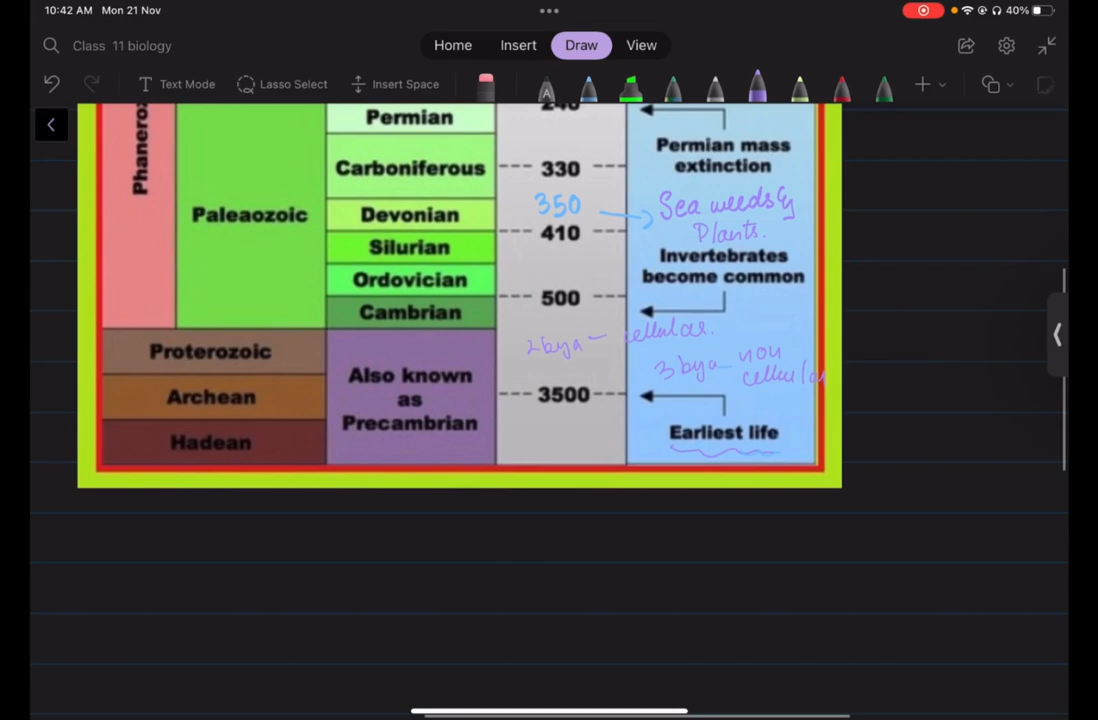 10:42 AM Mon 21 Nov
40%
Class 11 biology
Home Insert Draw View
Text Mode Lasso Select Insert Space
A
240
Permian
Permian mass
extinction
Phaneroz
Carboniferous
330
Paleaozoic
Devonian
350
Sea weeds &
Plants.
410
Silurian
Invertebrates
become common
Ordovician
500
Cambrian
2bya - cellular.
Proterozoic
3bya - non
cellular
Also known
as
Precambrian
Archean
3500
Hadean
Earliest life